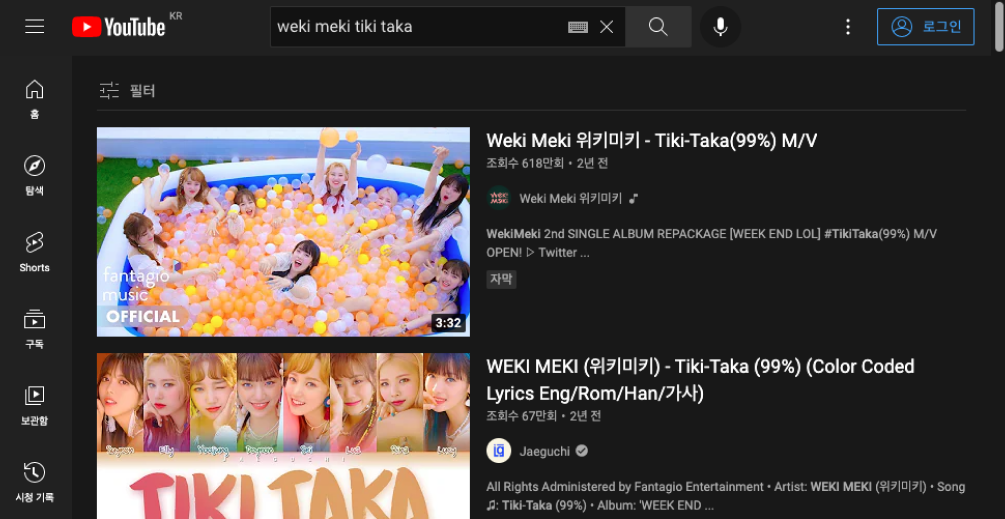 YouTube KR
weki meki tiki taka
로그인
필터
홈
탐색
Shorts
구독
보관함
시청 기록
fantagio
music
OFFICIAL
3:32
Weki Meki 위키미키 - Tiki-Taka(99%) M/V
조회수 618만회 • 2년 전
Weki Meki 위키미키
WekiMeki 2nd SINGLE ALBUM REPACKAGE [WEEK END LOL] #TikiTaka(99%) M/V
OPEN! ▷ Twitter ...
자막
Elly
Lucy
JAEGUCHI
TIKI TAKA
WEKI MEKI (위키미키) - Tiki-Taka (99%) (Color Coded
Lyrics Eng/Rom/Han/가사)
조회수 67만회 • 2년 전
Jaeguchi
All Rights Administered by Fantagio Entertainment • Artist: WEKI MEKI (위키미키) • Song
♫: Tiki-Taka (99%) • Album: 'WEEK END ...